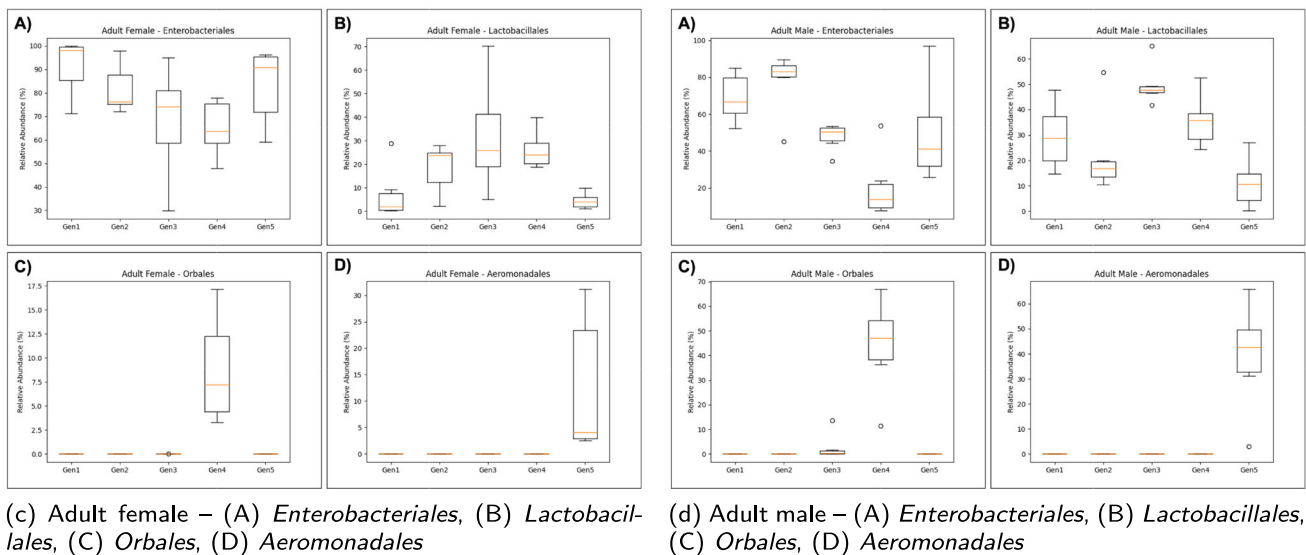 A)
Adult Female - Enterobacteriales
Relative Abundance (%)
100
90
80
70
60
50
40
30
Gen1 Gen2 Gen3 Gen4 Gen5
B)
Adult Female - Lactobacillales
Relative Abundance (%)
70
60
50
40
30
20
10
0
Gen1 Gen2 Gen3 Gen4 Gen5
C)
Adult Female - Orbales
Relative Abundance (%)
17.5
15.0
12.5
10.0
7.5
5.0
2.5
0.0
Gen1 Gen2 Gen3 Gen4 Gen5
D)
Adult Female - Aeromonadales
Relative Abundance (%)
30
25
20
15
10
5
0
Gen1 Gen2 Gen3 Gen4 Gen5
(c) Adult female – (A) Enterobacteriales, (B) Lactobacil-
lales, (C) Orbales, (D) Aeromonadales
A)
Adult Male - Enterobacteriales
Relative Abundance (%)
100
80
60
40
20
Gen1 Gen2 Gen3 Gen4 Gen5
B)
Adult Male - Lactobacillales
Relative Abundance (%)
60
50
40
30
20
10
0
Gen1 Gen2 Gen3 Gen4 Gen5
C)
Adult Male - Orbales
Relative Abundance (%)
70
60
50
40
30
20
10
0
Gen1 Gen2 Gen3 Gen4 Gen5
D)
Adult Male - Aeromonadales
Relative Abundance (%)
60
50
40
30
20
10
0
Gen1 Gen2 Gen3 Gen4 Gen5
(d) Adult male – (A) Enterobacteriales, (B) Lactobacillales,
(C) Orbales, (D) Aeromonadales